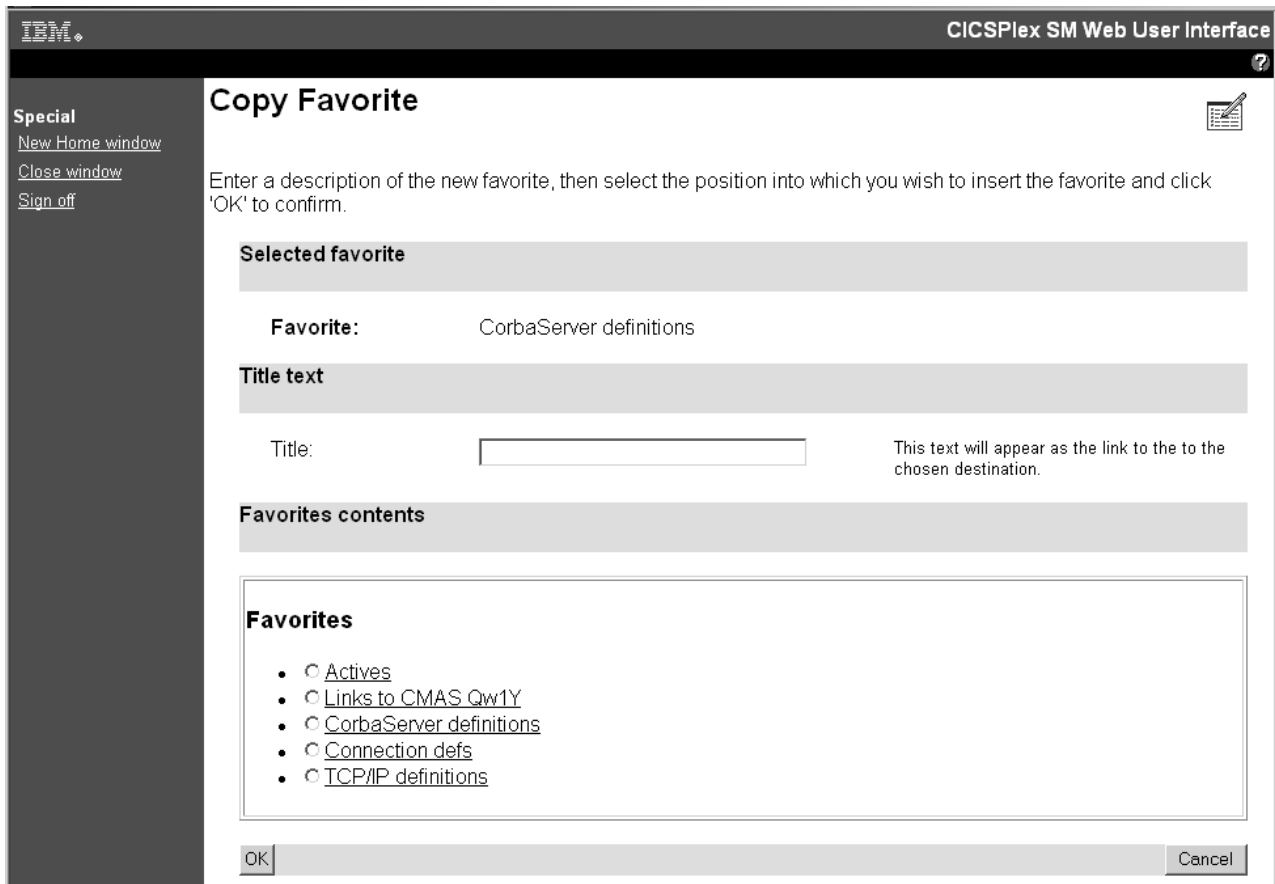 IBM.
CICSPlex SM Web User Interface
?
Special
New Home window
Close window
Sign off
Copy Favorite
Enter a description of the new favorite, then select the position into which you wish to insert the favorite and click
'OK' to confirm.
Selected favorite
Favorite: CorbaServer definitions
Title text
Title:
This text will appear as the link to the to the
chosen destination.
Favorites contents
Favorites
Actives
Links to CMAS Qw1Y
CorbaServer definitions
Connection defs
TCP/IP definitions
OK
Cancel